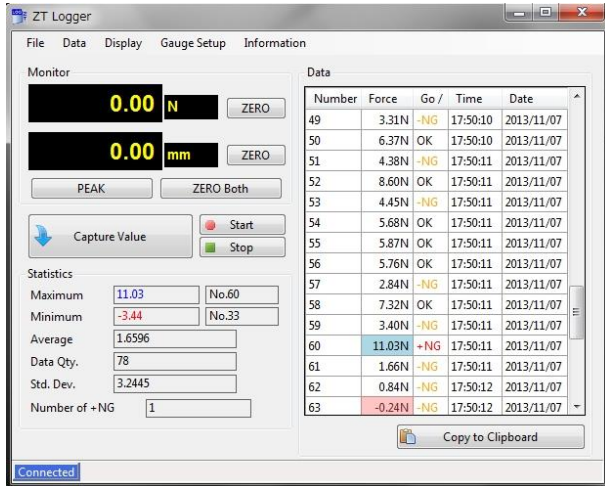 ZT Logger
File Data Display Gauge Setup Information
Monitor
0.00 N ZERO
0.00 mm ZERO
PEAK ZERO Both
Capture Value
Start
Stop
Statistics
Maximum 11.03 No.60
Minimum -3.44 No.33
Average 1.6596
Data Qty. 78
Std. Dev. 3.2445
Number of +NG 1
Data
Number Force Go / Time Date
49 3.31N -NG 17:50:10 2013/11/07
50 6.37N OK 17:50:10 2013/11/07
51 4.38N -NG 17:50:11 2013/11/07
52 8.60N OK 17:50:11 2013/11/07
53 4.45N -NG 17:50:11 2013/11/07
54 5.68N OK 17:50:11 2013/11/07
55 5.87N OK 17:50:11 2013/11/07
56 5.76N OK 17:50:11 2013/11/07
57 2.84N -NG 17:50:11 2013/11/07
58 7.32N OK 17:50:11 2013/11/07
59 3.40N -NG 17:50:11 2013/11/07
60 11.03N +NG 17:50:11 2013/11/07
61 1.66N -NG 17:50:11 2013/11/07
62 0.84N -NG 17:50:12 2013/11/07
63 -0.24N -NG 17:50:12 2013/11/07
Copy to Clipboard
Connected